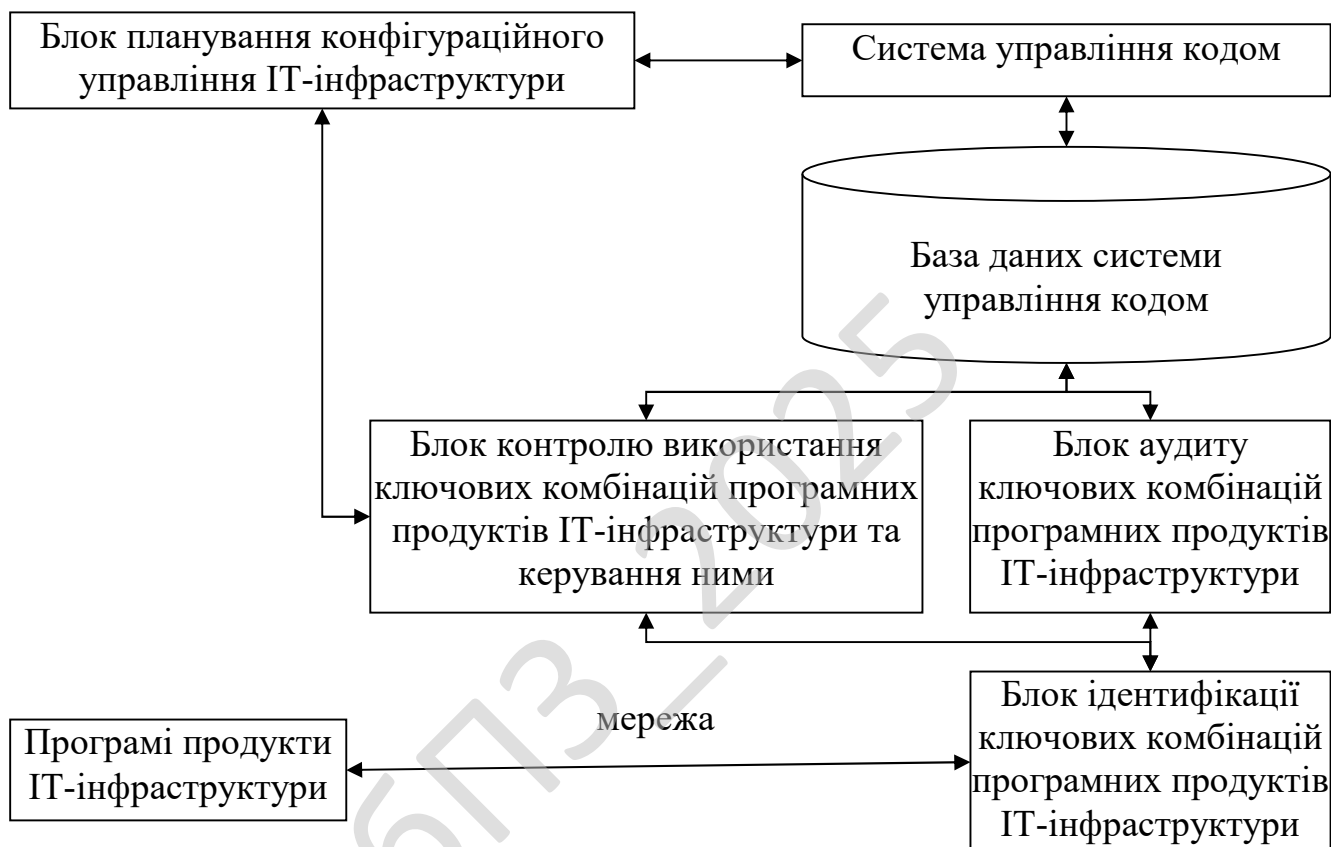 Блок планування конфігураційного
управління ІТ-інфраструктури
Система управління кодом
База даних системи
управління кодом
Блок контролю використання
ключових комбінацій програмних
продуктів ІТ-інфраструктури та
керування ними
Блок аудиту
ключових комбінацій
програмних продуктів
ІТ-інфраструктури
мережа
Програмі продукти
ІТ-інфраструктури
Блок ідентифікації
ключових комбінацій
програмних продуктів
ІТ-інфраструктури
бПЗ_2025